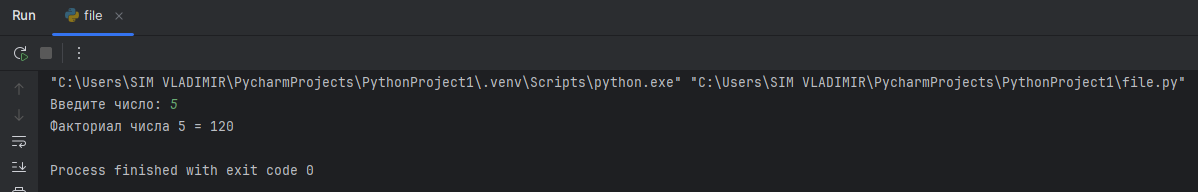 Run file
"C:\Users\SIM VLADIMIR\PycharmProjects\PythonProject1\.venv\Scripts\python.exe" "C:\Users\SIM VLADIMIR\PycharmProjects\PythonProject1\file.py"
Введите число: 5
Факториал числа 5 = 120
Process finished with exit code 0